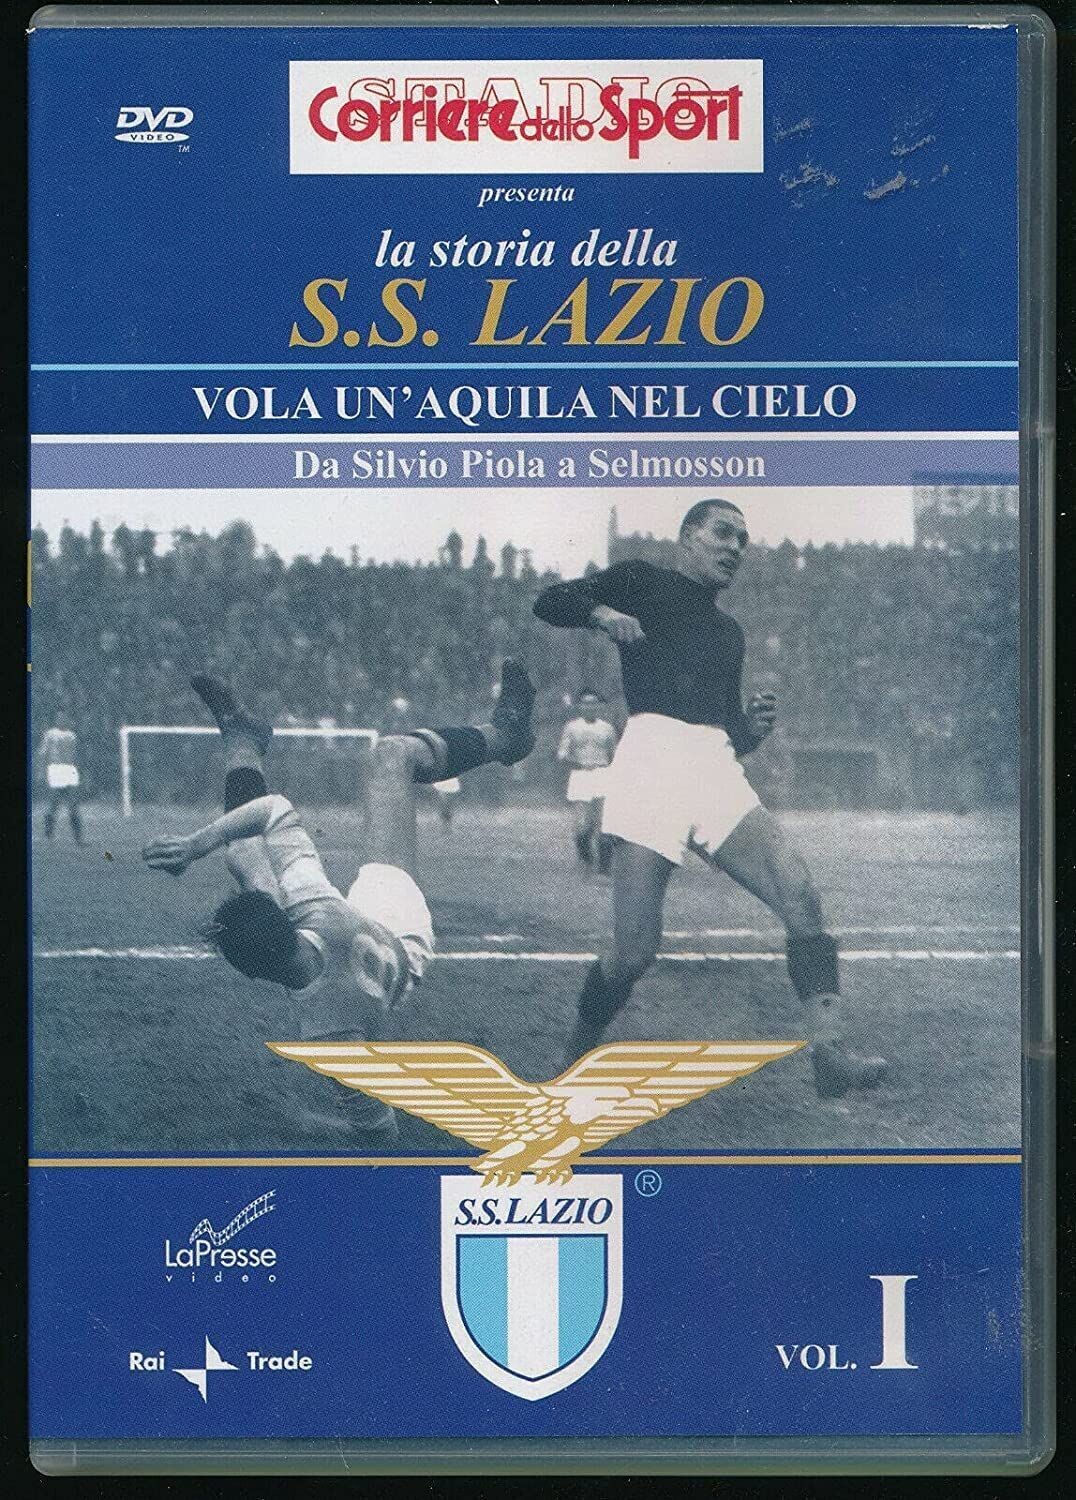 DVD
VIDEO
TM
STADIO
Corriere dello Sport
presenta
la storia della
S.S. LAZIO
VOLA UN'AQUILA NEL CIELO
Da Silvio Piola a Selmosson
®
S.S.LAZIO
LaPresse
video
Rai Trade
VOL. I